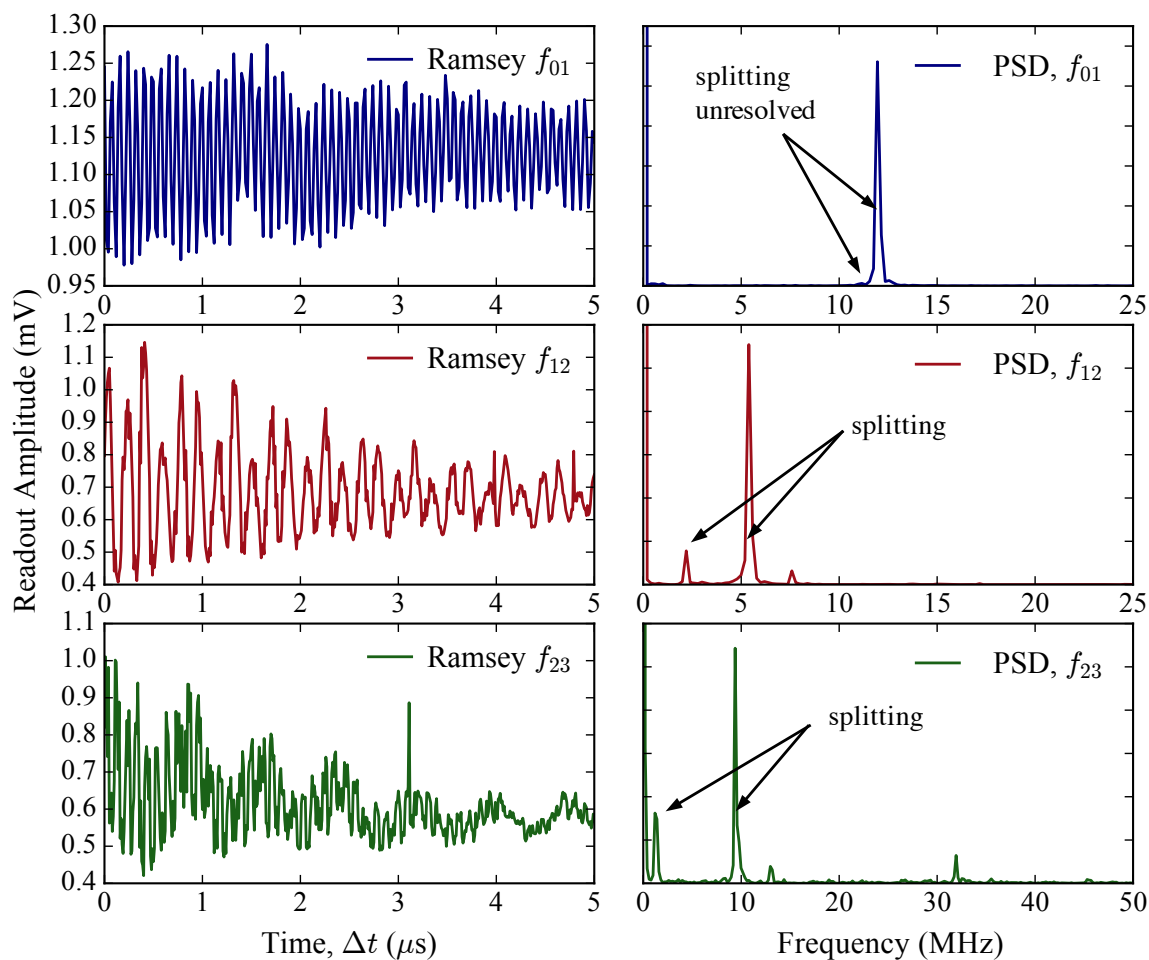 Readout Amplitude (mV)
1.30
1.25
1.20
1.15
1.10
1.05
1.00
0.95
Ramsey f01
0 1 2 3 4 5
PSD, f01
splitting
unresolved
0 5 10 15 20 25
1.2
1.1
1.0
0.9
0.8
0.7
0.6
0.5
0.4
Ramsey f12
0 1 2 3 4 5
PSD, f12
splitting
0 5 10 15 20 25
1.1
1.0
0.9
0.8
0.7
0.6
0.5
0.4
Ramsey f23
0 1 2 3 4 5
Time, Δt (μs)
PSD, f23
splitting
0 10 20 30 40 50
Frequency (MHz)